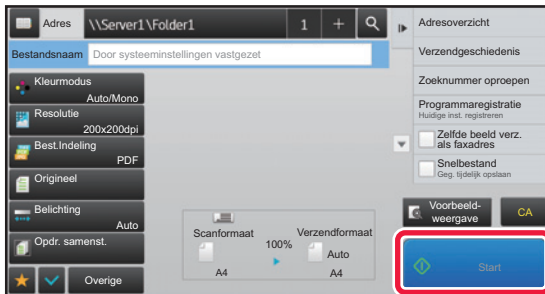 Adres
\\Server1\Folder1
1
+
Bestandsnaam
Door systeeminstellingen vastgezet
Kleurmodus
Auto/Mono
Resolutie
200x200dpi
Best.Indeling
PDF
Origineel
Belichting
Auto
Opdr. samenst.
Overige
Scanformaat
A4
100%
Verzendformaat
Auto
A4
Adresoverzicht
Verzendgeschiedenis
Zoeknummer oproepen
Programmaregistratie
Huidige inst. registreren
Zelfde beeld verz.
als faxadres
Snelbestand
Geg. tijdelijk opslaan
Voorbeeld-
weergave
CA
Start